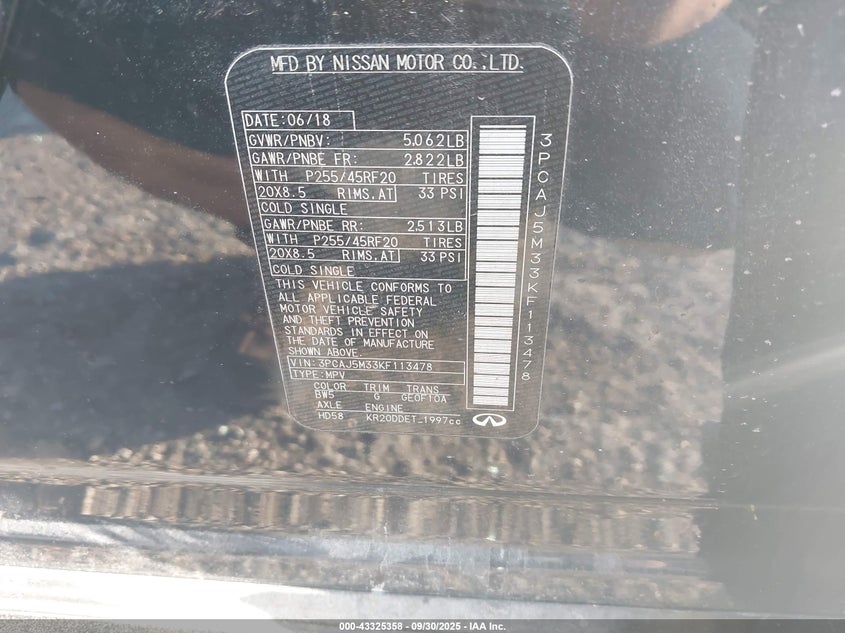 MFD BY NISSAN MOTOR CO.,LTD.
DATE:06/18
GVWR/PNBV: 5.062LB
GAWR/PNBE FR: 2.822LB
WITH P255/45RF20 TIRES
20X8.5 RIMS.AT 33 PSI
COLD SINGLE
GAWR/PNBE RR: 2.513LB
WITH P255/45RF20 TIRES
20X8.5 RIMS.AT 33 PSI
COLD SINGLE
THIS VEHICLE CONFORMS TO
ALL APPLICABLE FEDERAL
MOTOR VEHICLE SAFETY
AND THEFT PREVENTION
STANDARDS IN EFFECT ON
THE DATE OF MANUFACTURE
SHOWN ABOVE.
VIN:3PCAJ5M33KF113478
TYPE:MPV
COLOR TRIM TRANS
BW5 G GE0F10A
AXLE ENGINE
HD58 KR20DDET 1997cc
3PCAJ5M33KF113478
000-43325358 - 09/30/2025 - IAA Inc.